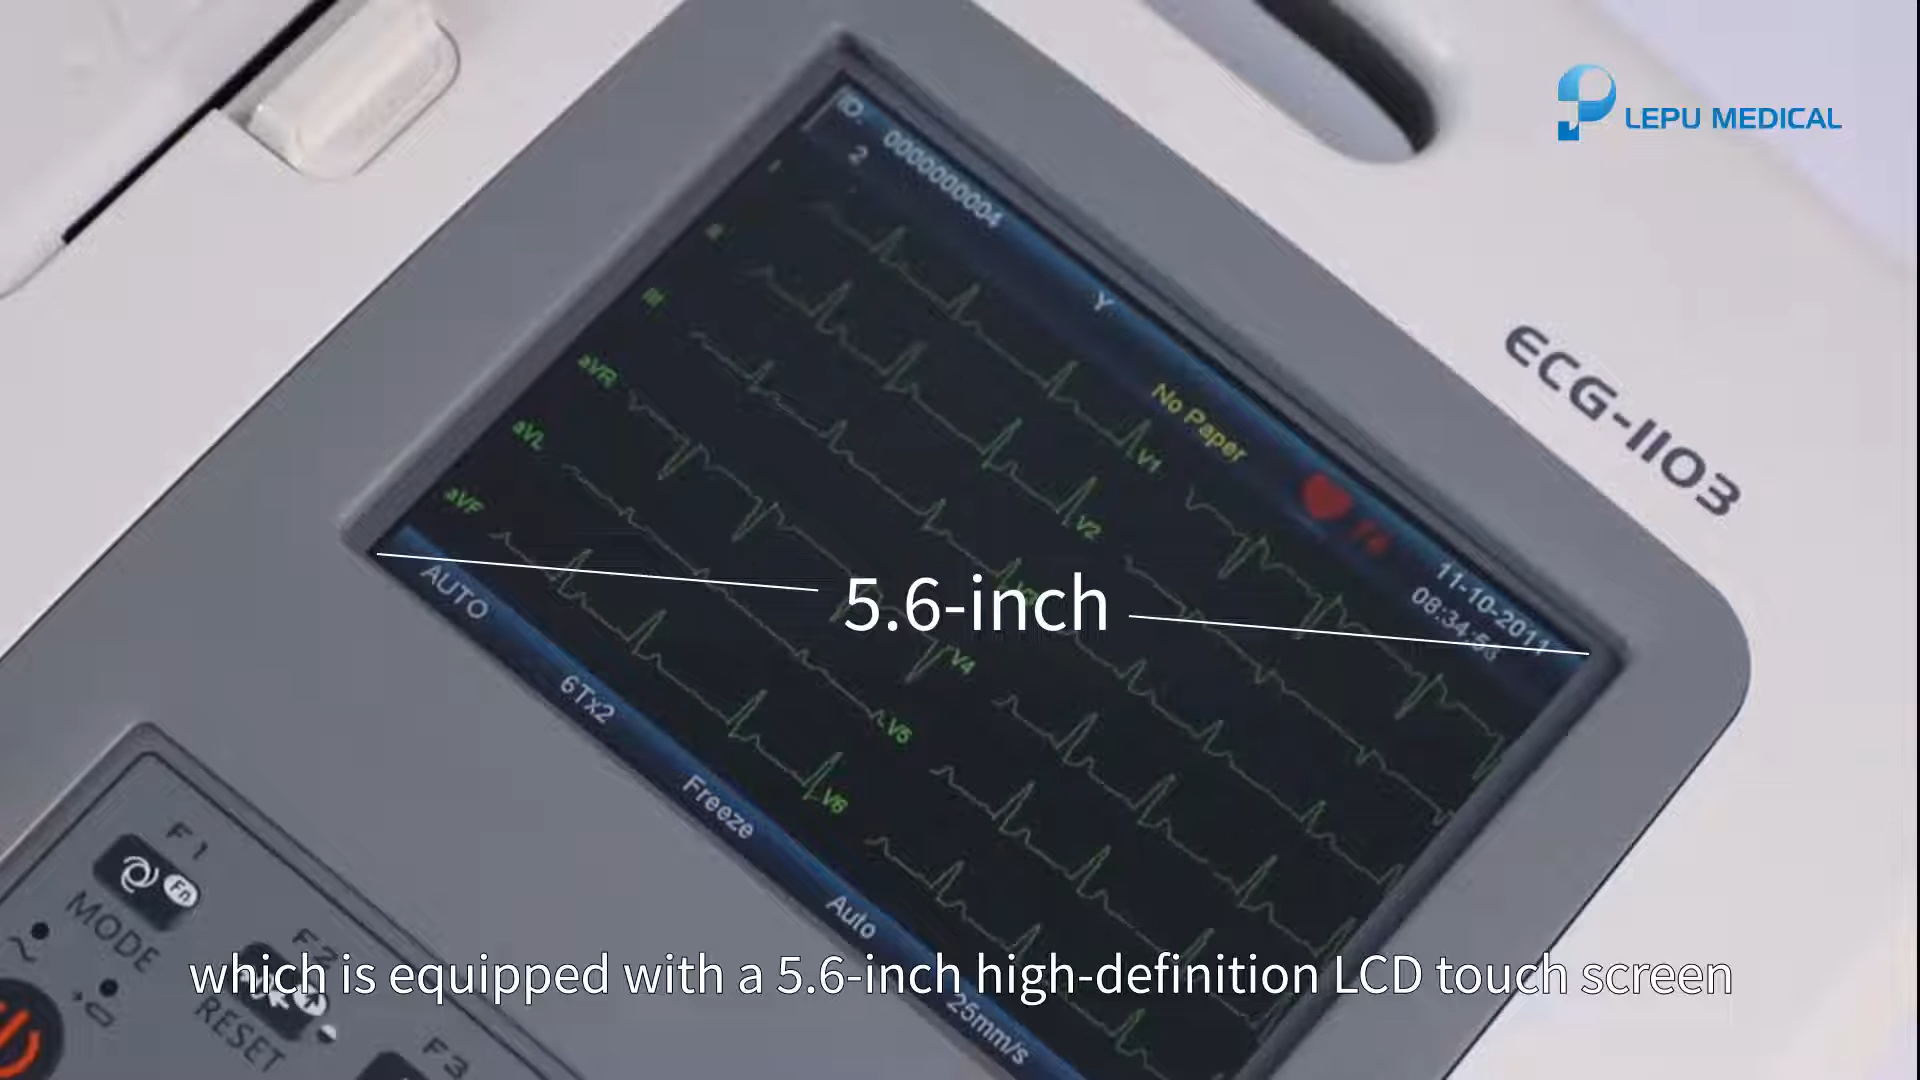 LEPU MEDICAL
ID: 0000000004
2
Y
No Paper
11-10-2011
08:34:53
ECG-1103
I
II
III
aVR
aVL
aVF
V1
V2
V4
V5
V6
5.6-inch
AUTO
6Tx2
Freeze
Auto
25mm/s
F1
Fn
MODE
F2
RESET
F3
which is equipped with a 5.6-inch high-definition LCD touch screen